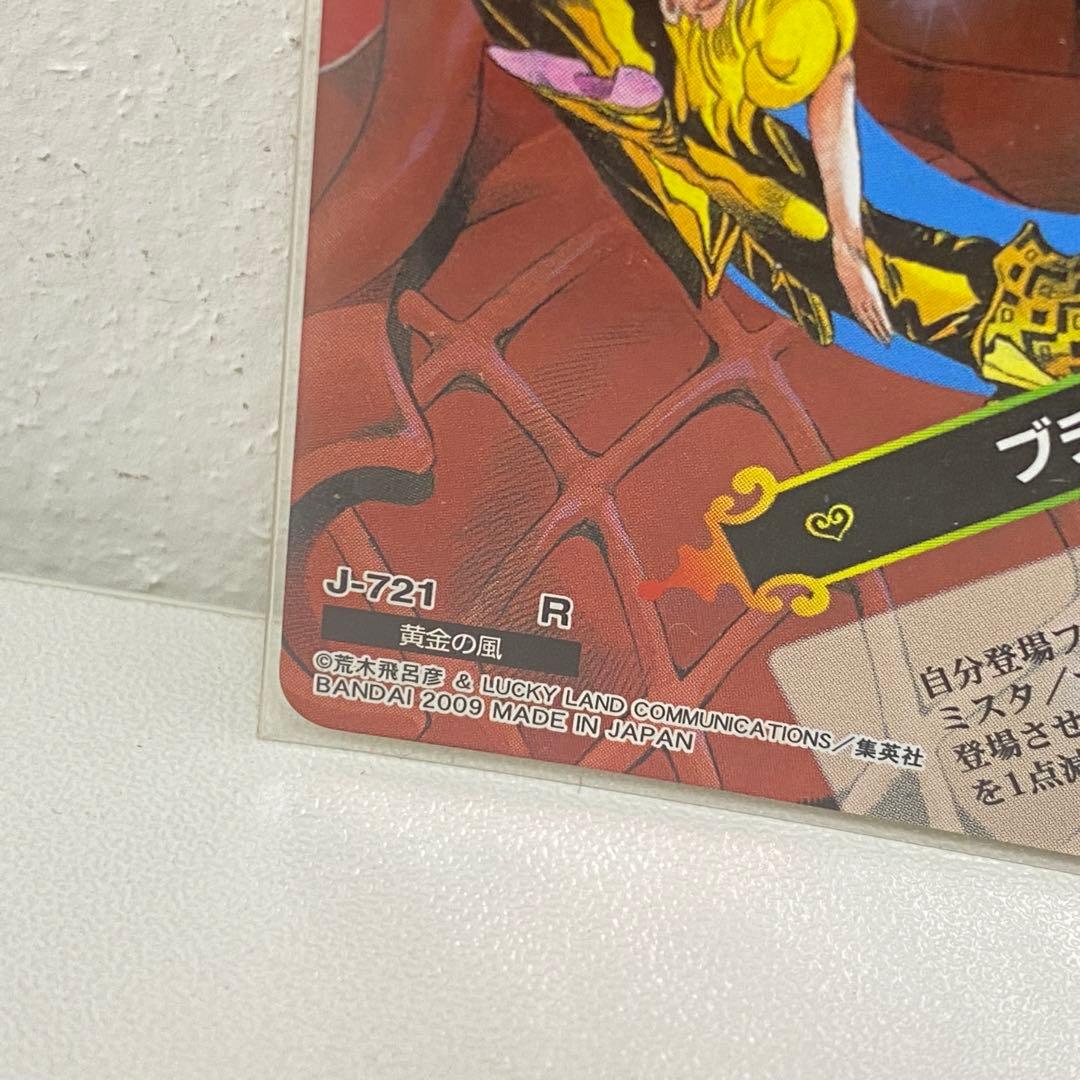 ブラ
J-721 R
黄金の風
©荒木飛呂彦 & LUCKY LAND COMMUNICATIONS/集英社
BANDAI 2009 MADE IN JAPAN
自分登場フ
ミスタ/
登場させ
を1点減